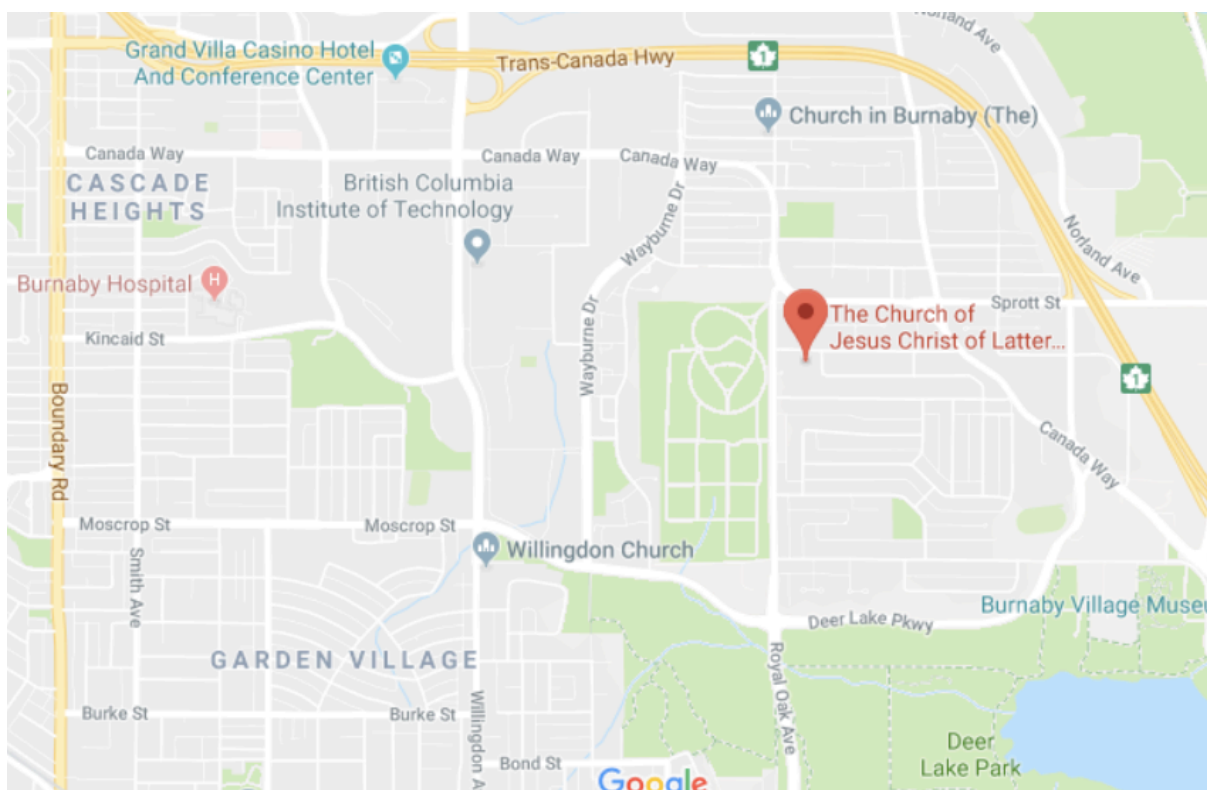 Norland Ave
Grand Villa Casino Hotel
And Conference Center
Trans-Canada Hwy
1
Church in Burnaby (The)
Canada Way
Canada Way
Canada Way
CASCADE
HEIGHTS
British Columbia
Institute of Technology
Wayburne Dr
Norland Ave
Burnaby Hospital
H
Sprott St
The Church of
Jesus Christ of Latter...
Kincaid St
Wayburne Dr
1
Boundary Rd
Canada Way
Moscrop St
Moscrop St
Willingdon Church
Smith Ave
Burnaby Village Museu
Deer Lake Pkwy
GARDEN VILLAGE
Royal Oak Ave
Burke St
Burke St
Willingdon A
Deer
Lake Park
Bond St
Google